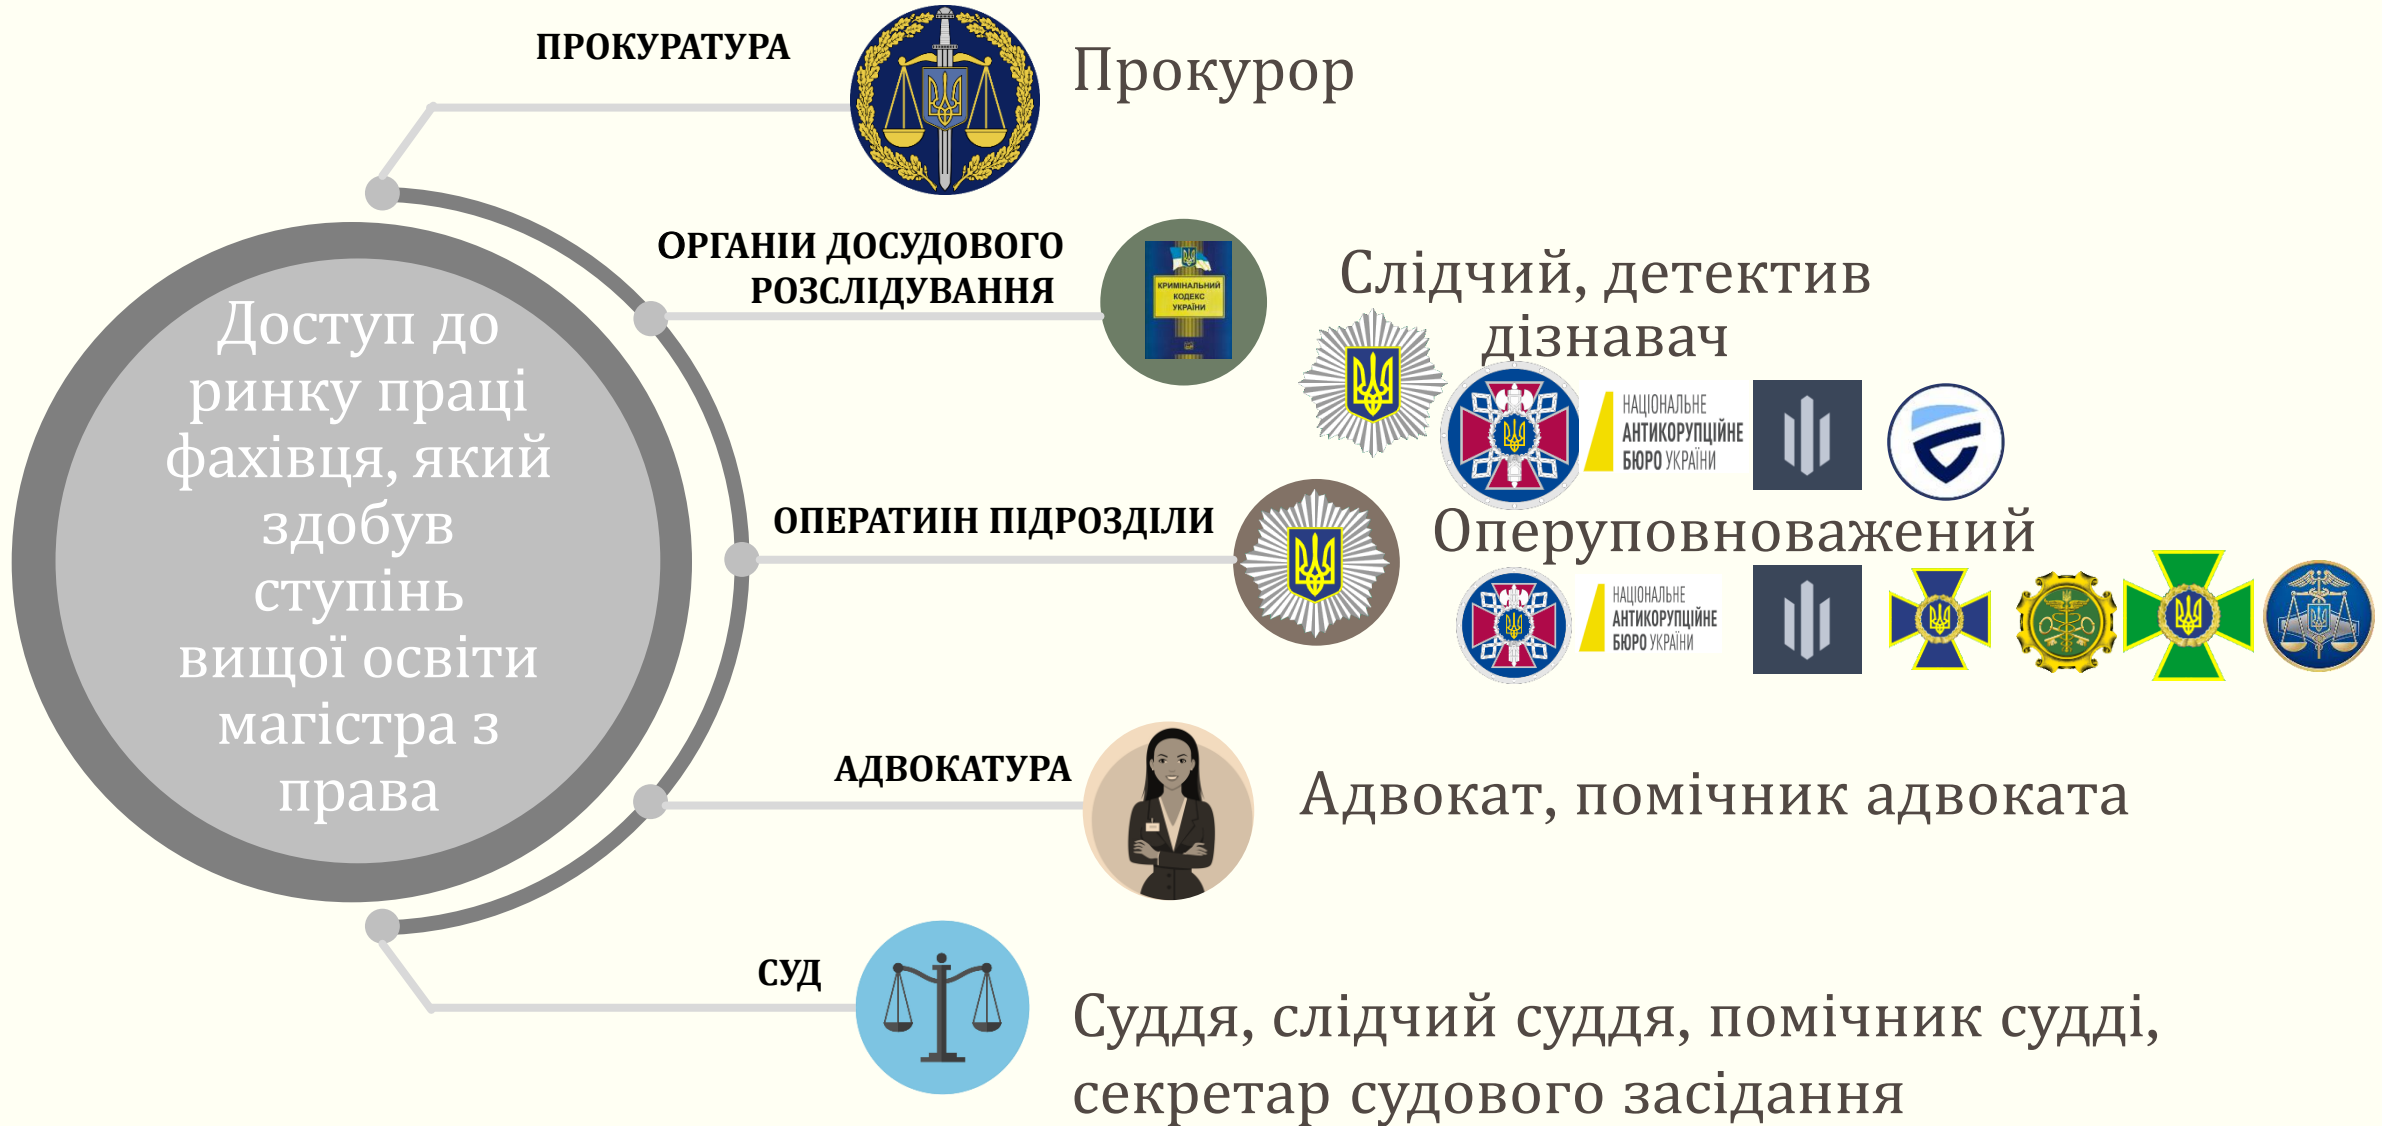 Доступ до
ринку праці
фахівця, який
здобув
ступінь
вищої освіти
магістра з
права
ПРОКУРАТУРА
Прокурор
ОРГАНІИ ДОСУДОВОГО
РОЗСЛІДУВАННЯ
КРИМІНАЛЬНИЙ
КОДЕКС
УКРАЇНИ
Слідчий, детектив
дізнавач
НАЦІОНАЛЬНЕ
АНТИКОРУПЦІЙНЕ
БЮРО УКРАЇНИ
ОПЕРАТИІН ПІДРОЗДІЛИ
Оперуповноважений
НАЦІОНАЛЬНЕ
АНТИКОРУПЦІЙНЕ
БЮРО УКРАЇНИ
АДВОКАТУРА
Адвокат, помічник адвоката
СУД
Суддя, слідчий суддя, помічник судді,
секретар судового засідання